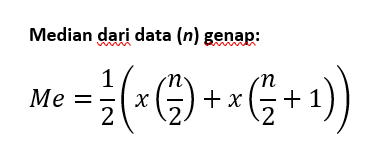 Median dari data (n) genap:
Me = 1/2 (x (n/2) + x (n/2 + 1))